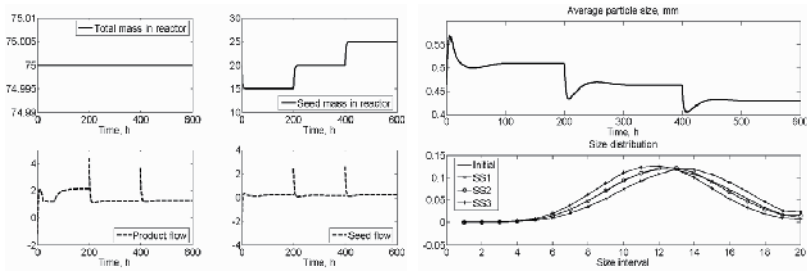 75.01
75.005
75
74.995
74.99
Total mass in reactor
0 200 400 600
Time, h
30
25
20
15
10
Seed mass in reactor
0 200 400 600
Time, h
4
2
0
-2
Product flow
0 200 400 600
Time, h
4
2
0
-2
-4
Seed flow
0 200 400 600
Time, h
Average particle size, mm
0.55
0.5
0.45
0.4
0 100 200 300 400 500 600
Time, h
Size distribution
0.15
0.1
0.05
0
-0.05
Initial
SS1
SS2
SS3
0 2 4 6 8 10 12 14 16 18 20
Size interval